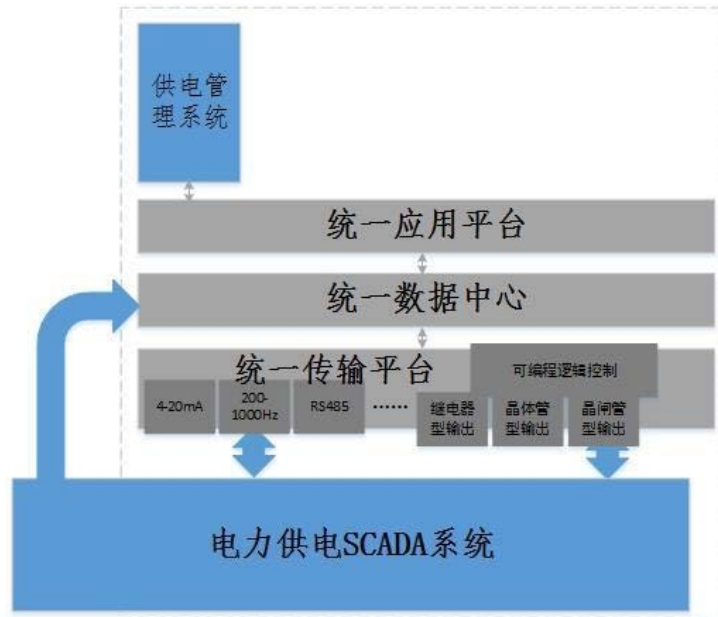 供电管
理系统
统一应用平台
统一数据中心
统一传输平台
可编程逻辑控制
4-20mA
200-
1000Hz
RS485
……
继电器
型输出
晶体管
型输出
晶闸管
型输出
电力供电SCADA系统